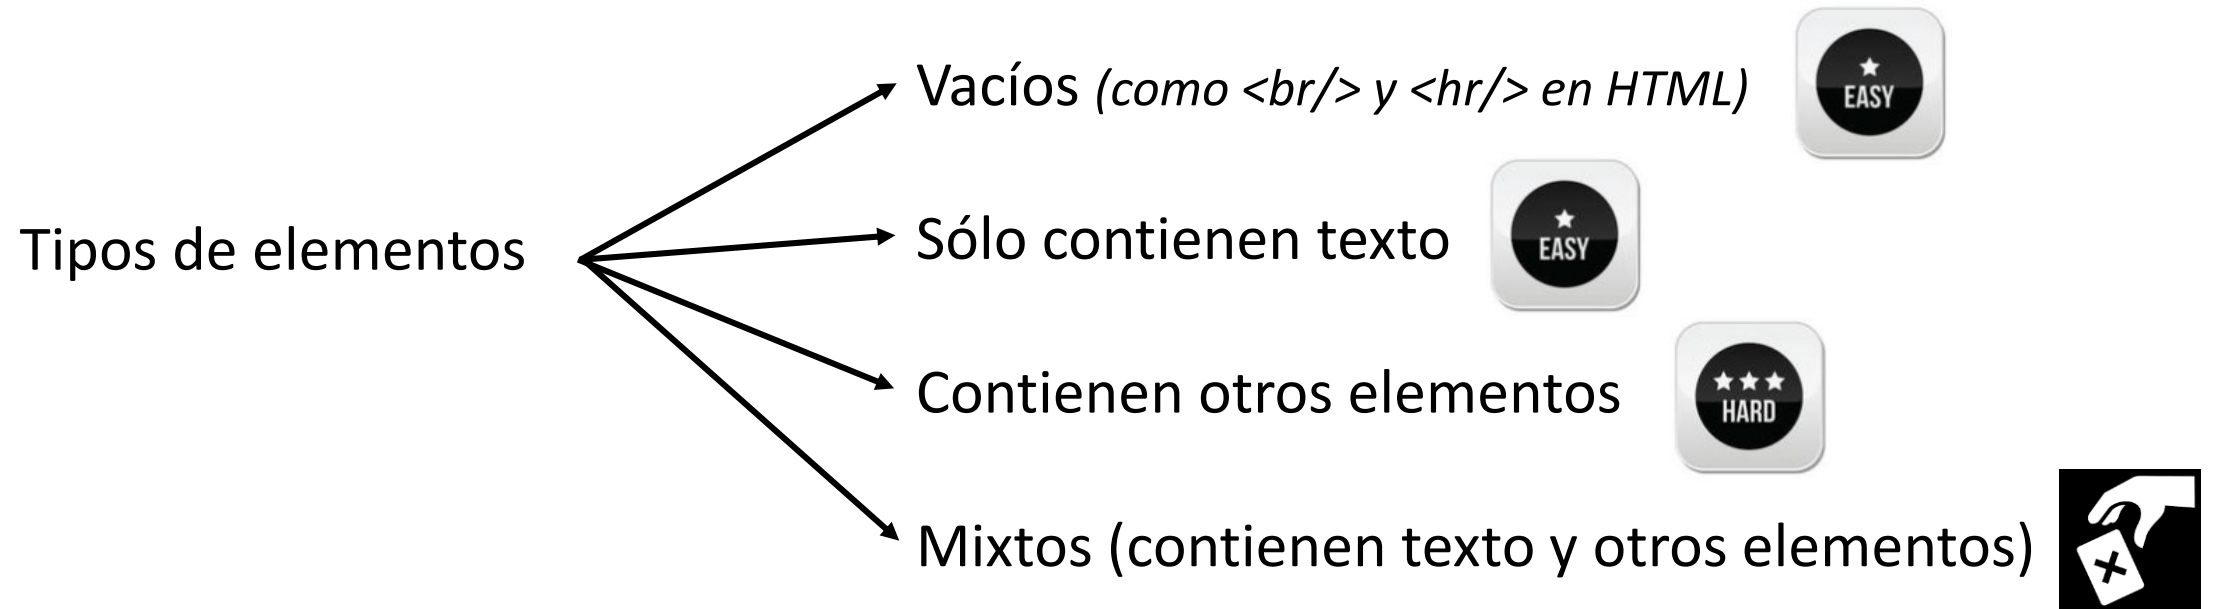 Vacíos (como <br/> y <hr/> en HTML)
EASY
Tipos de elementos
Sólo contienen texto
EASY
Contienen otros elementos
HARD
Mixtos (contienen texto y otros elementos)